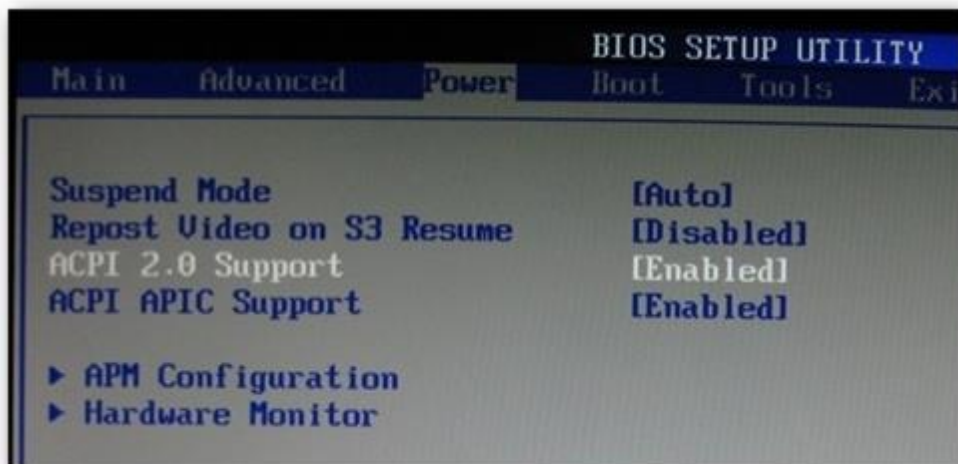 BIOS SETUP UTILITY
Main Advanced Power Boot Tools Exi
Suspend Mode [Auto]
Repost Video on S3 Resume [Disabled]
ACPI 2.0 Support [Enabled]
ACPI APIC Support [Enabled]
▶ APM Configuration
▶ Hardware Monitor